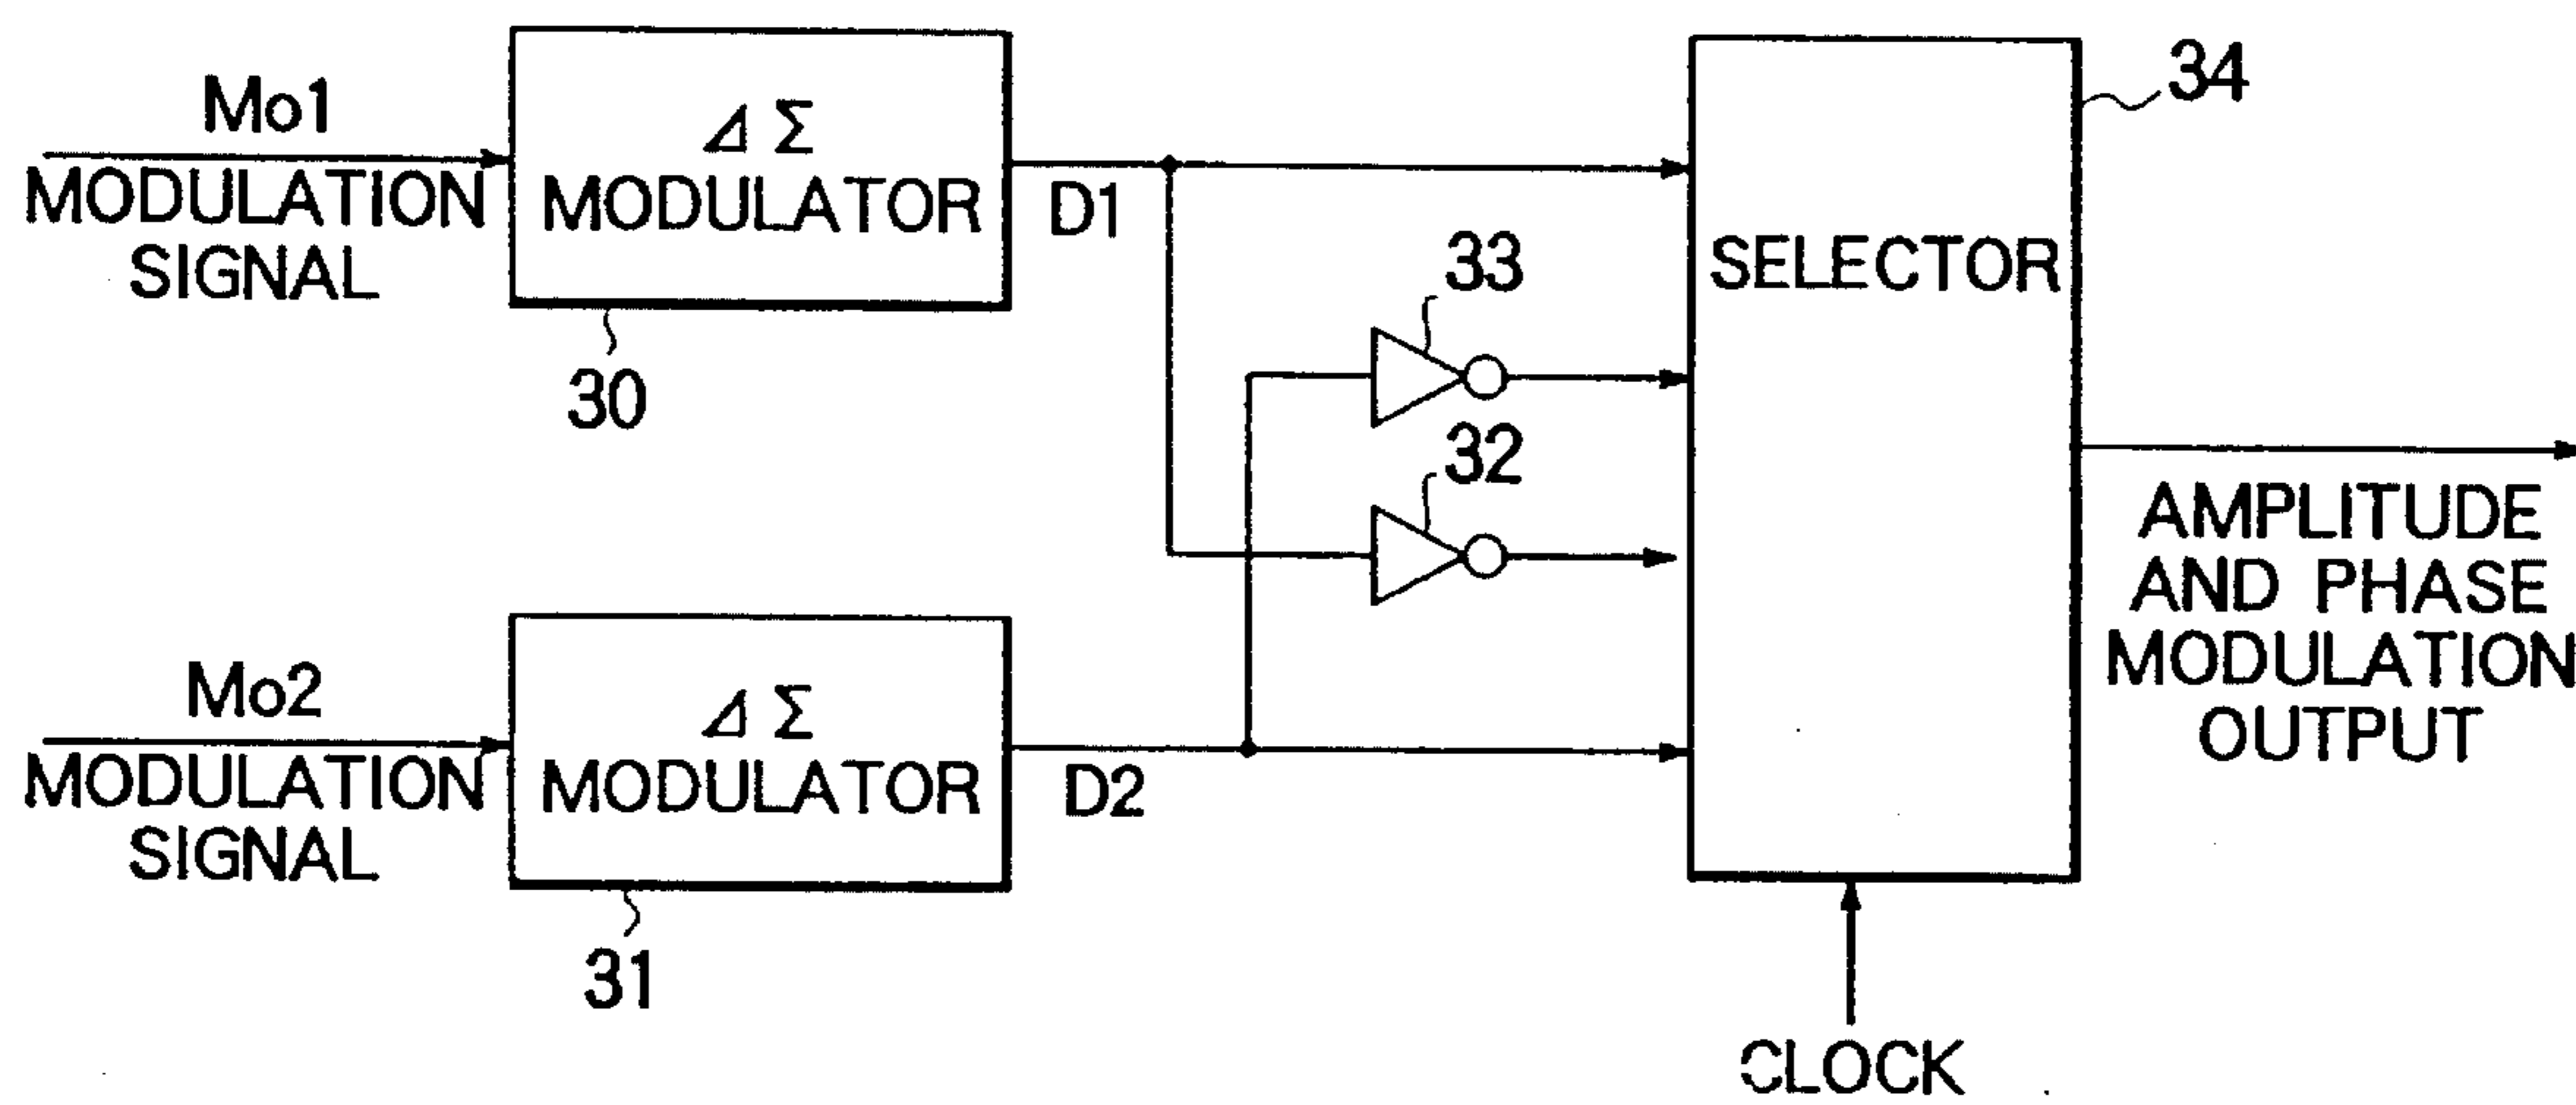 Mo1
MODULATION
SIGNAL
ΔΣ
MODULATOR
30
D1
33
32
SELECTOR
34
Mo2
MODULATION
SIGNAL
ΔΣ
MODULATOR
31
D2
AMPLITUDE
AND PHASE
MODULATION
OUTPUT
CLOCK